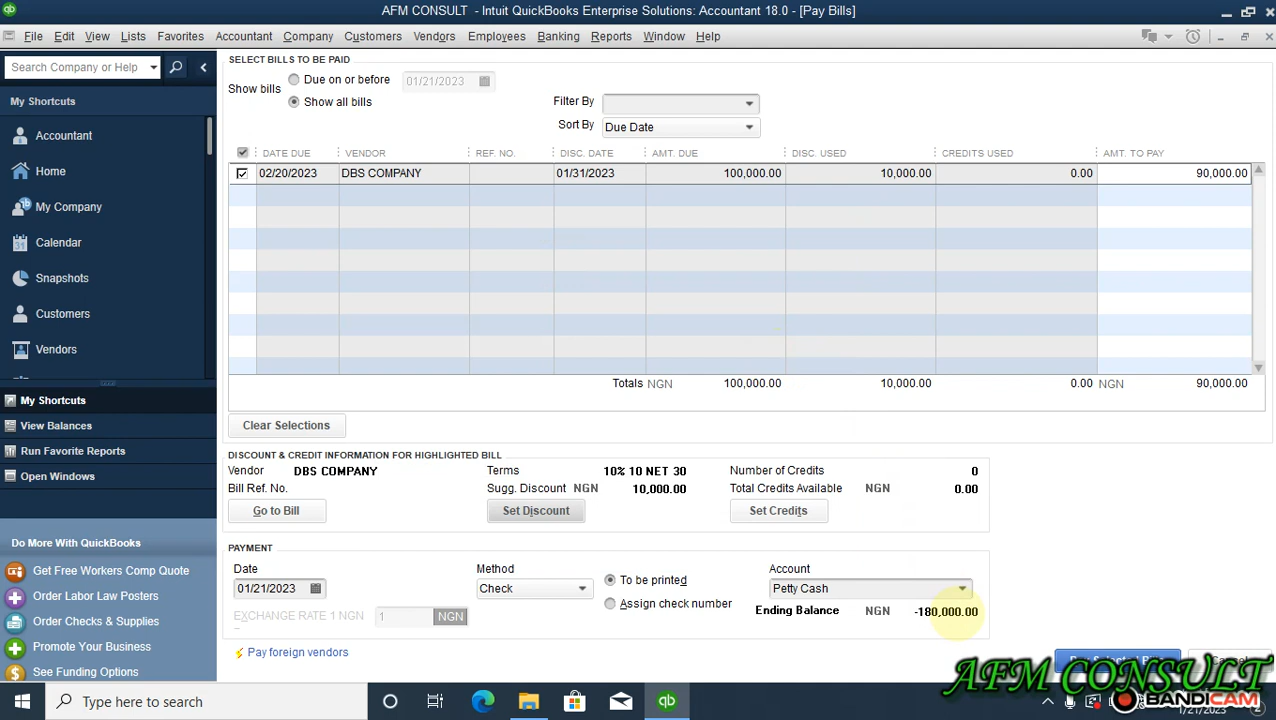 AFM CONSULT - Intuit QuickBooks Enterprise Solutions: Accountant 18.0 - [Pay Bills]
File Edit View Lists Favorites Accountant Company Customers Vendors Employees Banking Reports Window Help
Search Company or Help
My Shortcuts
Accountant
Home
My Company
Calendar
31
Snapshots
Customers
Vendors
My Shortcuts
View Balances
Run Favorite Reports
Open Windows
Do More With QuickBooks
Get Free Workers Comp Quote
Order Labor Law Posters
Order Checks & Supplies
Promote Your Business
See Funding Options
SELECT BILLS TO BE PAID
Show bills
Due on or before 01/21/2023
Show all bills
Filter By
Sort By Due Date
DATE DUE VENDOR REF. NO. DISC. DATE AMT. DUE DISC. USED CREDITS USED AMT. TO PAY
02/20/2023 DBS COMPANY 01/31/2023 100,000.00 10,000.00 0.00 90,000.00
Totals NGN 100,000.00 10,000.00 0.00 NGN 90,000.00
Clear Selections
DISCOUNT & CREDIT INFORMATION FOR HIGHLIGHTED BILL
Vendor DBS COMPANY Terms 10% 10 NET 30 Number of Credits 0
Bill Ref. No. Sugg. Discount NGN 10,000.00 Total Credits Available NGN 0.00
Go to Bill Set Discount Set Credits
PAYMENT
Date Method Account
01/21/2023 Check To be printed Petty Cash
Assign check number
Ending Balance NGN -180,000.00
EXCHANGE RATE 1 NGN 1 NGN
Pay foreign vendors
AFM CONSULT
BANDICAM
Type here to search
1/21/2023